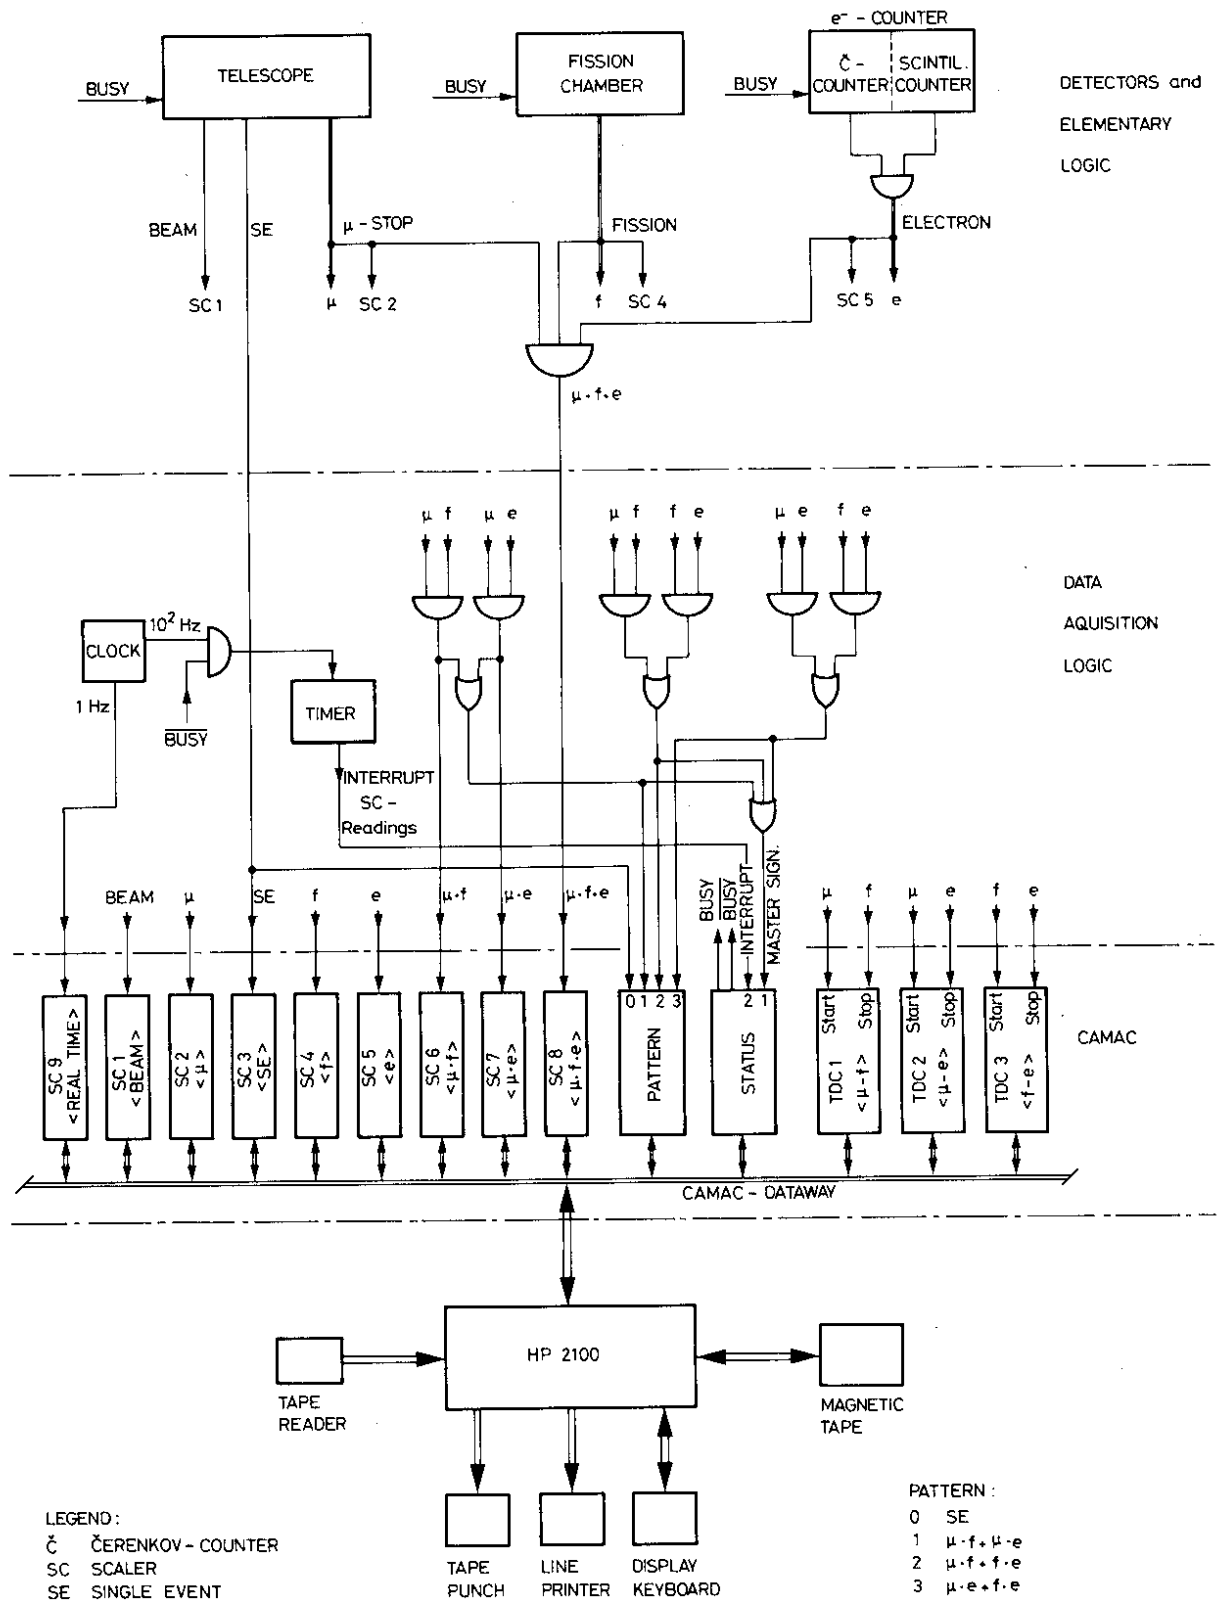 e⁻ - COUNTER
TELESCOPE
FISSION
CHAMBER
Č - COUNTER
SCINTIL. COUNTER
BUSY
BUSY
BUSY
DETECTORS and
ELEMENTARY
LOGIC
BEAM
SE
μ - STOP
FISSION
ELECTRON
SC 1
μ
SC 2
f
SC 4
SC 5
e
μ·f·e
μ f μ e
μ f f e
μ e f e
DATA
AQUISITION
LOGIC
CLOCK
10² Hz
1 Hz
BUSY
TIMER
INTERRUPT
SC -
Readings
BEAM
μ
SE
f
e
μ·f
μ·e
μ·f·e
BUSY
BUSY
INTERRUPT
MASTER SIGN.
μ f μ e f e
SC 9
<REAL TIME>
SC 1
<BEAM>
SC 2
<μ>
SC 3
<SE>
SC 4
<f>
SC 5
<e>
SC 6
<μ·f>
SC 7
<μ·e>
SC 8
<μ·f·e>
0 1 2 3
PATTERN
2 1
STATUS
Start Stop
TDC 1
<μ-f>
Start Stop
TDC 2
<μ-e>
Start Stop
TDC 3
<f-e>
CAMAC
CAMAC - DATAWAY
HP 2100
TAPE
READER
MAGNETIC
TAPE
TAPE
PUNCH
LINE
PRINTER
DISPLAY
KEYBOARD
LEGEND:
Č ČERENKOV - COUNTER
SC SCALER
SE SINGLE EVENT
PATTERN:
0 SE
1 μ·f+μ·e
2 μ·f+f·e
3 μ·e+f·e